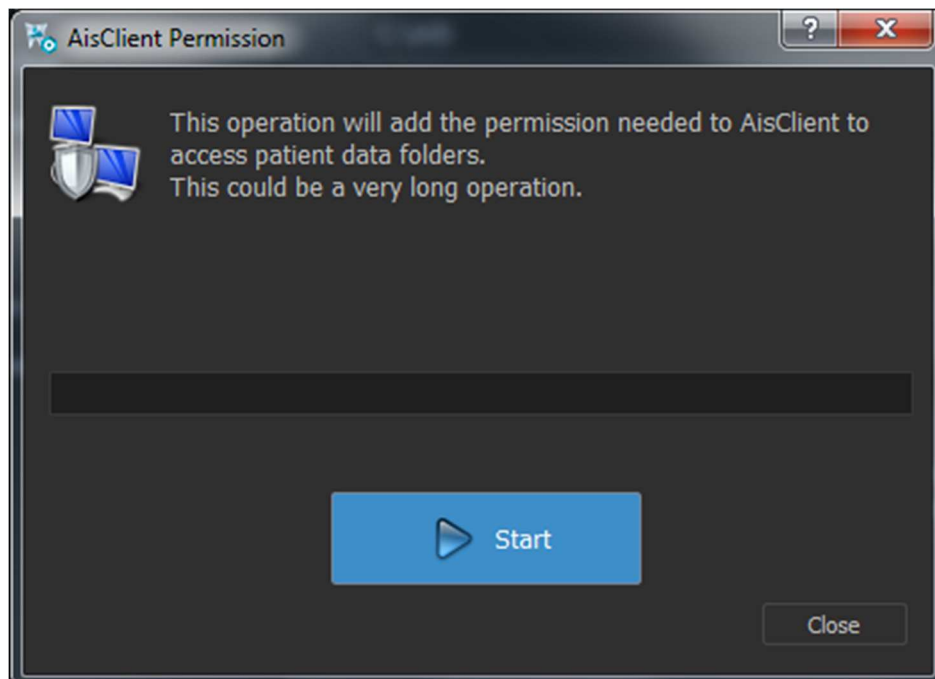 AisClient Permission
?
X
This operation will add the permission needed to AisClient to
access patient data folders.
This could be a very long operation.
Start
Close